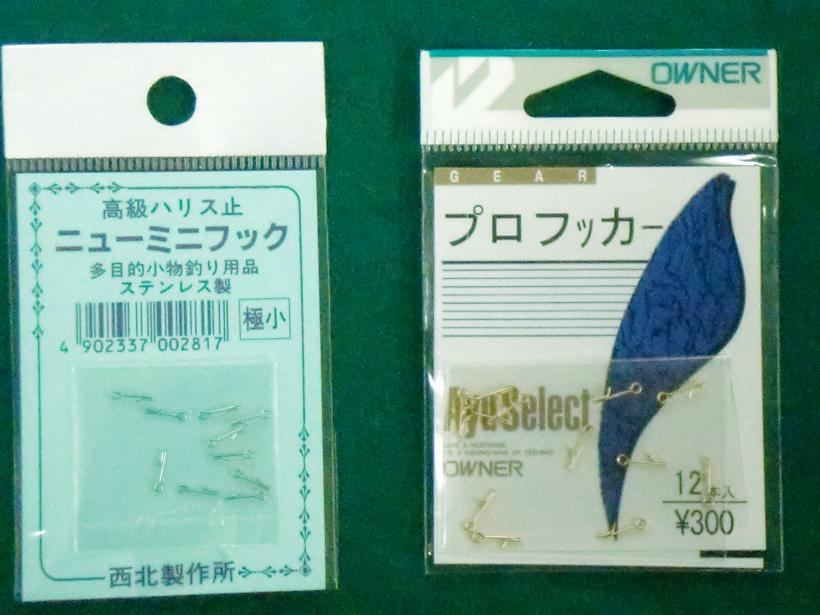 高級ハリス止
ニューミニフック
多目的小物釣り用品
ステンレス製
極小
4 902337 002817
西北製作所
OWNER
GEAR
プロフッカー
AyuSelect
OWNER
12本入
¥300